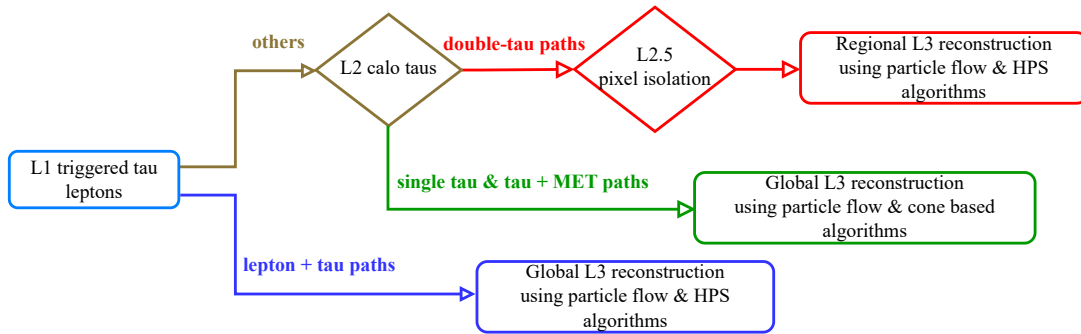 others
double-tau paths
L2 calo taus
L2.5
pixel isolation
Regional L3 reconstruction
using particle flow & HPS
algorithms
L1 triggered tau
leptons
single tau & tau + MET paths
Global L3 reconstruction
using particle flow & cone based
algorithms
lepton + tau paths
Global L3 reconstruction
using particle flow & HPS
algorithms